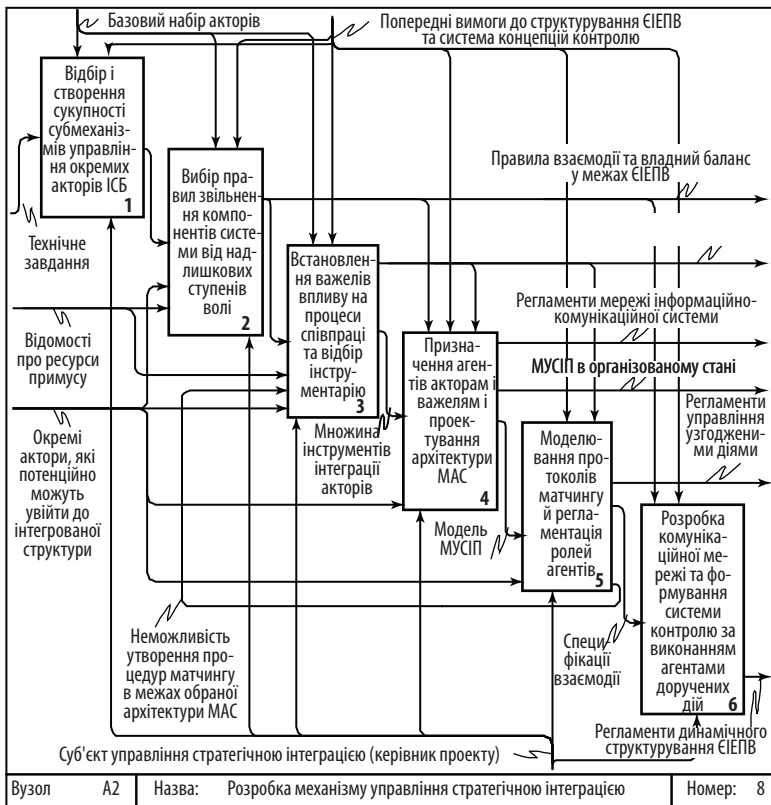 Базовий набір акторів
Попередні вимоги до структурування ЄІЕПВ
та система концепцій контролю
Відбір і
створення
сукупності
субмеханіз-
мів управлін-
ня окремих
акторів ІСБ
1
Технічне
завдання
Вибір пра-
вил звільнен-
ня компо-
нентів систе-
ми від над-
лишкових
ступенів
волі
2
Правила взаємодії та владний баланс
у межах ЄІЕПВ
Встановлен-
ня важелів
впливу на
процеси
співпраці
та відбір
інстру-
ментарію
3
Відомості
про ресурси
примусу
Регламенти мережі інформаційно-
комунікаційної системи
Призна-
чення аген-
тів акторам і
важелям і
проекту-
вання
архітектури
МАС
4
МУСІП в організованому стані
Регламенти
управління
узгоджени-
ми діями
Окремі
актори, які
потенційно
можуть
увійти до
інтегрованої
структури
Множина
інструментів
інтеграції
акторів
Моделю-
вання про-
токолів
матчингу
й регла-
ментація
ролей
агентів
5
Модель
МУСІП
Розробка
комуніка-
ційної ме-
режі та фо-
рмування
системи
контролю за
виконанням
агентами
доручених
дій
6
Неможливість
утворення про-
цедур матчингу
в межах обраної
архітектури МАС
Специ-
фікації
взаємодії
Регламенти динамічного
структурування ЄІЕПВ
Суб'єкт управління стратегічною інтеграцією (керівник проекту)
Вузол А2 Назва: Розробка механізму управління стратегічною інтеграцією Номер: 8